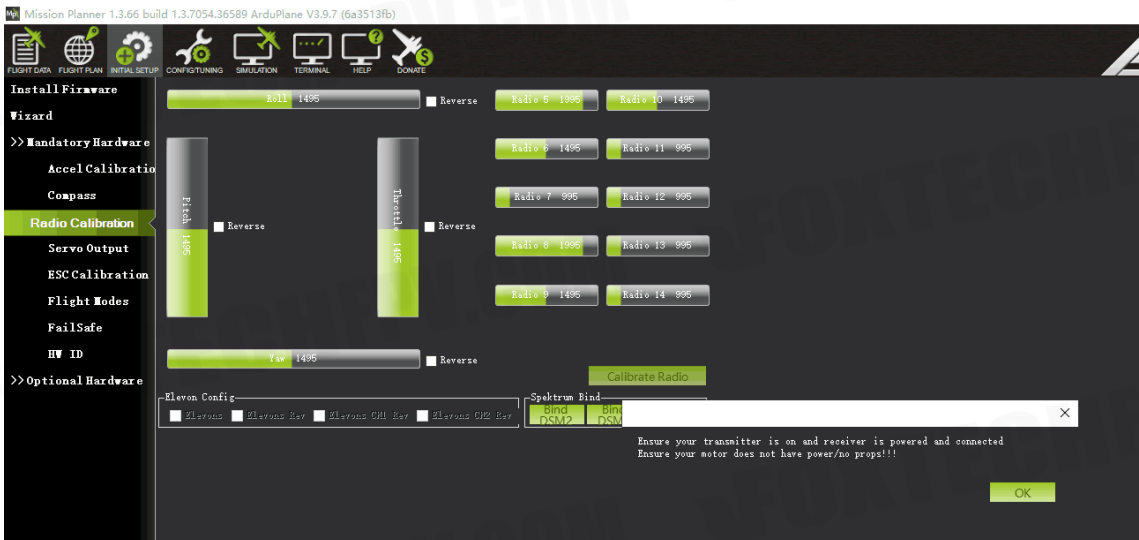 Mission Planner 1.3.66 build 1.3.7054.36589 ArduPlane V3.9.7 (6a3513fb)
FLIGHT DATA FLIGHT PLAN INITIAL SETUP CONFIG/TUNING SIMULATION TERMINAL HELP DONATE
Install Firmware
Wizard
>> Mandatory Hardware
Accel Calibratio
Compass
Radio Calibration
Servo Output
ESC Calibration
Flight Modes
FailSafe
HW ID
>> Optional Hardware
Roll 1495
Reverse
Pitch 1495
Reverse
Throttle 1495
Reverse
Yaw 1495
Reverse
Radio 5 1995
Radio 10 1495
Radio 6 1495
Radio 11 995
Radio 7 995
Radio 12 995
Radio 8 1995
Radio 13 995
Radio 9 1495
Radio 14 995
Calibrate Radio
Elevon Config
Elevons Elevons Rev Elevons CH1 Rev Elevons CH2 Rev
Spektrum Bind
Bind DSM2
Bin DSM
Ensure your transmitter is on and receiver is powered and connected
Ensure your motor does not have power/no props!!!
OK